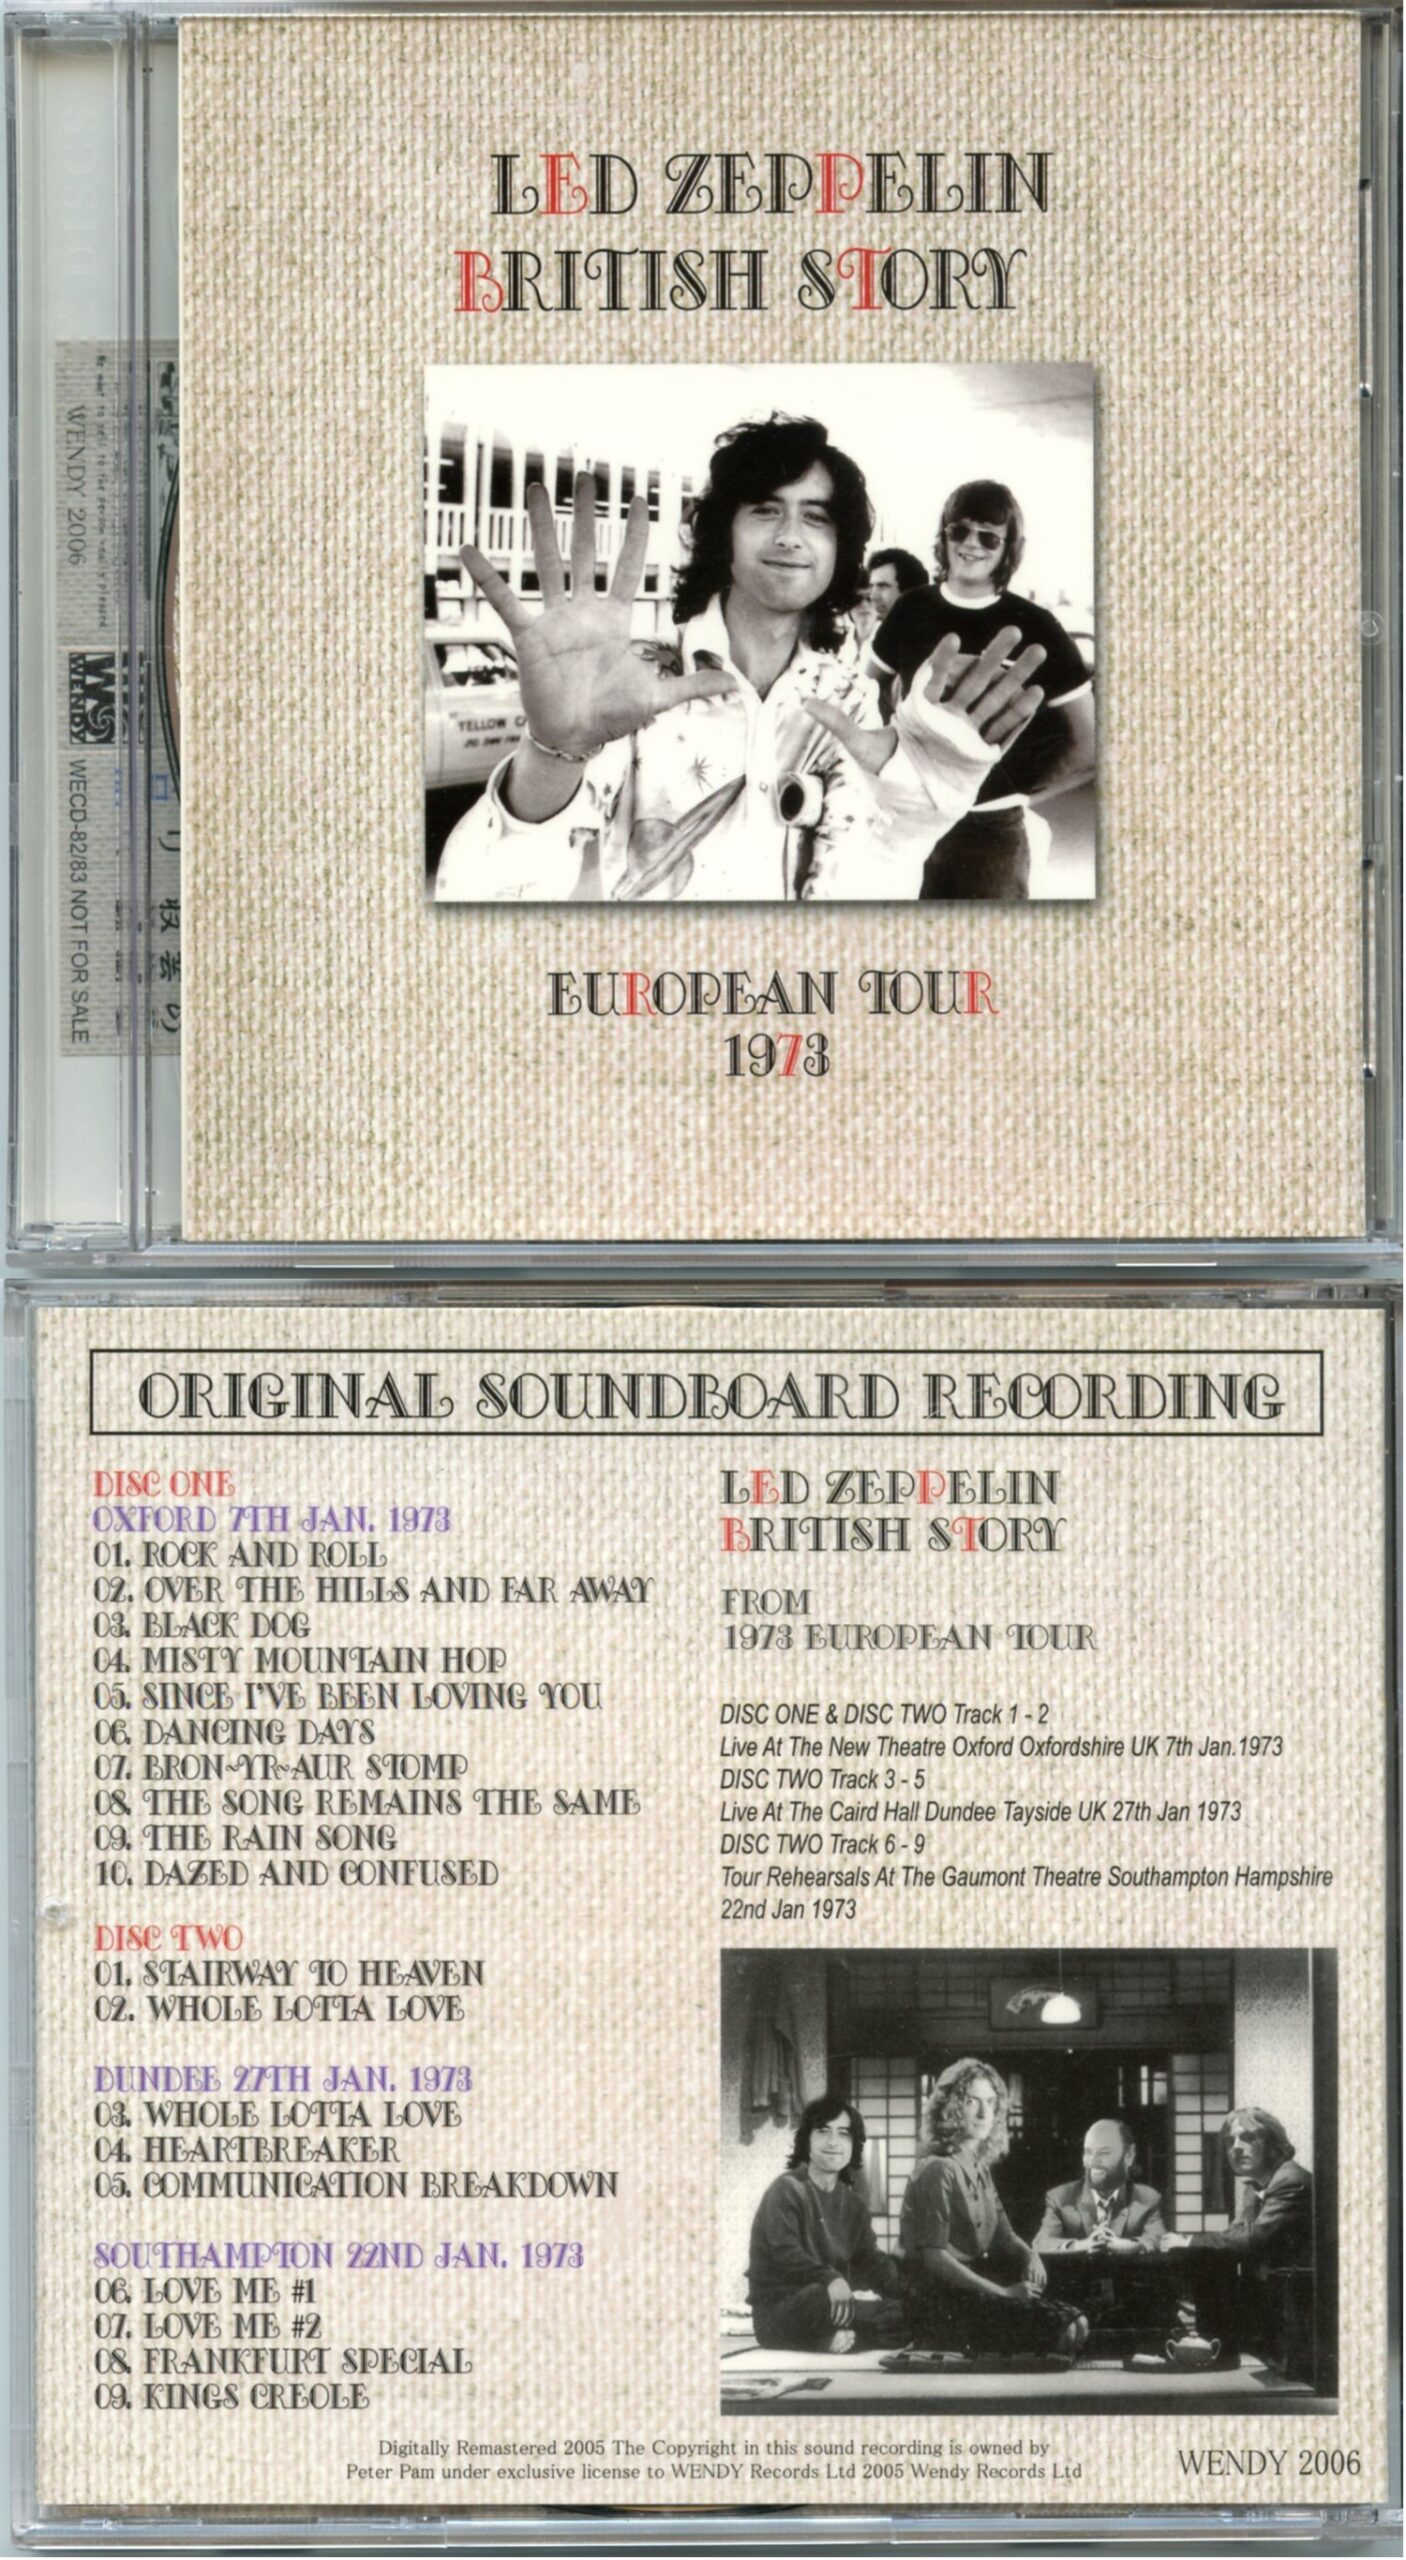 LED ZEPPELIN
BRITISH STORY
YELLOW
EUROPEAN TOUR
1973
WENDY 2006
WENDY
WECD-82/83 NOT FOR SALE
ORIGINAL SOUNDBOARD RECORDING
DISC ONE
OXFORD 7TH JAN. 1973
01. ROCK AND ROLL
02. OVER THE HILLS AND FAR AWAY
03. BLACK DOG
04. MISTY MOUNTAIN HOP
05. SINCE I'VE BEEN LOVING YOU
06. DANCING DAYS
07. BRON~YR~AUR STOMP
08. THE SONG REMAINS THE SAME
09. THE RAIN SONG
10. DAZED AND CONFUSED
DISC TWO
01. STAIRWAY TO HEAVEN
02. WHOLE LOTTA LOVE
DUNDEE 27TH JAN. 1973
03. WHOLE LOTTA LOVE
04. HEARTBREAKER
05. COMMUNICATION BREAKDOWN
SOUTHAMPTON 22ND JAN. 1973
06. LOVE ME #1
07. LOVE ME #2
08. FRANKFURT SPECIAL
09. KINGS CREOLE
LED ZEPPELIN
BRITISH STORY
FROM
1973 EUROPEAN TOUR
DISC ONE & DISC TWO Track 1 - 2
Live At The New Theatre Oxford Oxfordshire UK 7th Jan.1973
DISC TWO Track 3 - 5
Live At The Caird Hall Dundee Tayside UK 27th Jan 1973
DISC TWO Track 6 - 9
Tour Rehearsals At The Gaumont Theatre Southampton Hampshire
22nd Jan 1973
Digitally Remastered 2005 The Copyright in this sound recording is owned by
Peter Pam under exclusive license to WENDY Records Ltd 2005 Wendy Records Ltd
WENDY 2006